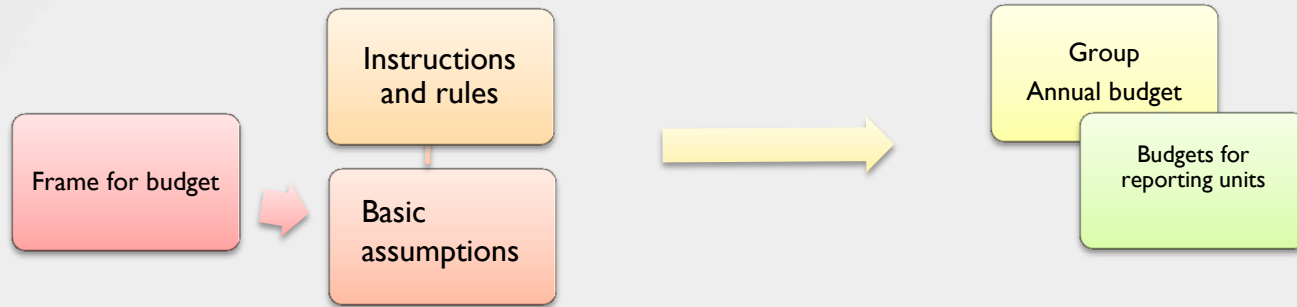 Frame for budget
Instructions
and rules
Basic
assumptions
Group
Annual budget
Budgets for
reporting units